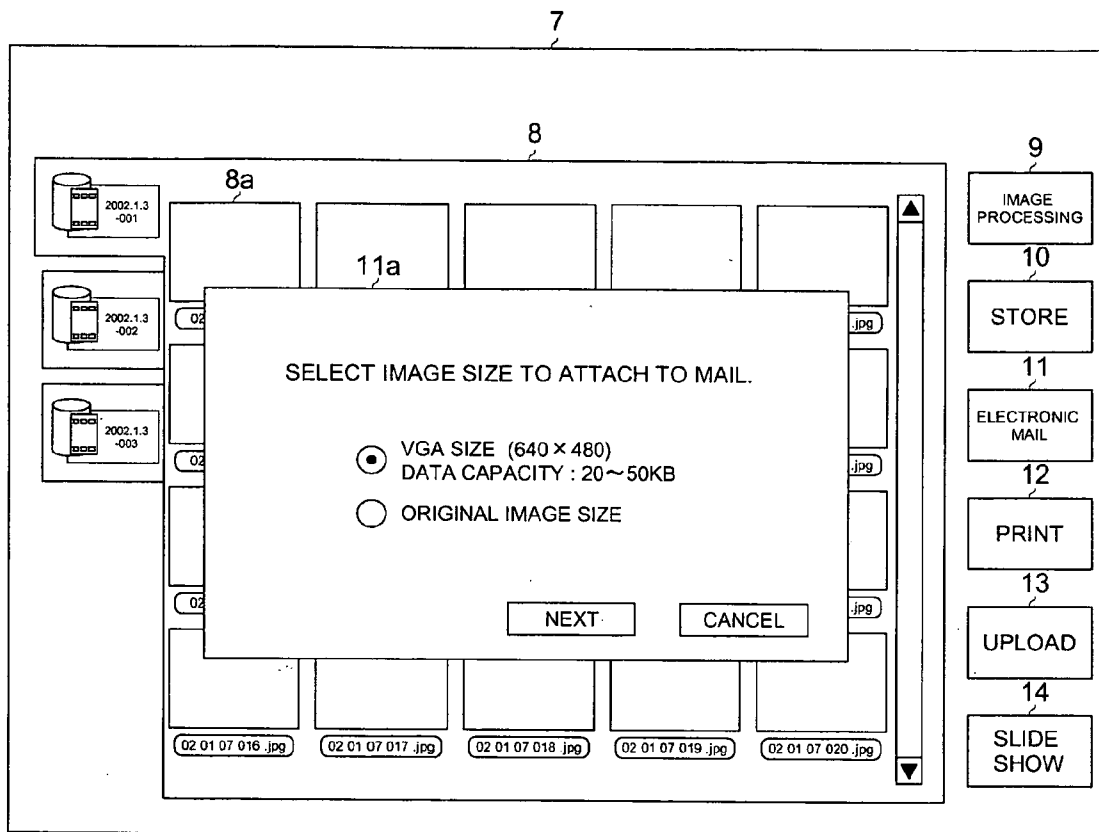 7
8
8a
2002.1.3
-001
2002.1.3
-002
2002.1.3
-003
11a
02
.jpg
SELECT IMAGE SIZE TO ATTACH TO MAIL.
VGA SIZE (640 × 480)
DATA CAPACITY : 20～50KB
ORIGINAL IMAGE SIZE
02
.jpg
02
.jpg
NEXT
CANCEL
02 01 07 016 .jpg
02 01 07 017 .jpg
02 01 07 018 .jpg
02 01 07 019 .jpg
02 01 07 020 .jpg
9
IMAGE
PROCESSING
10
STORE
11
ELECTRONIC
MAIL
12
PRINT
13
UPLOAD
14
SLIDE
SHOW